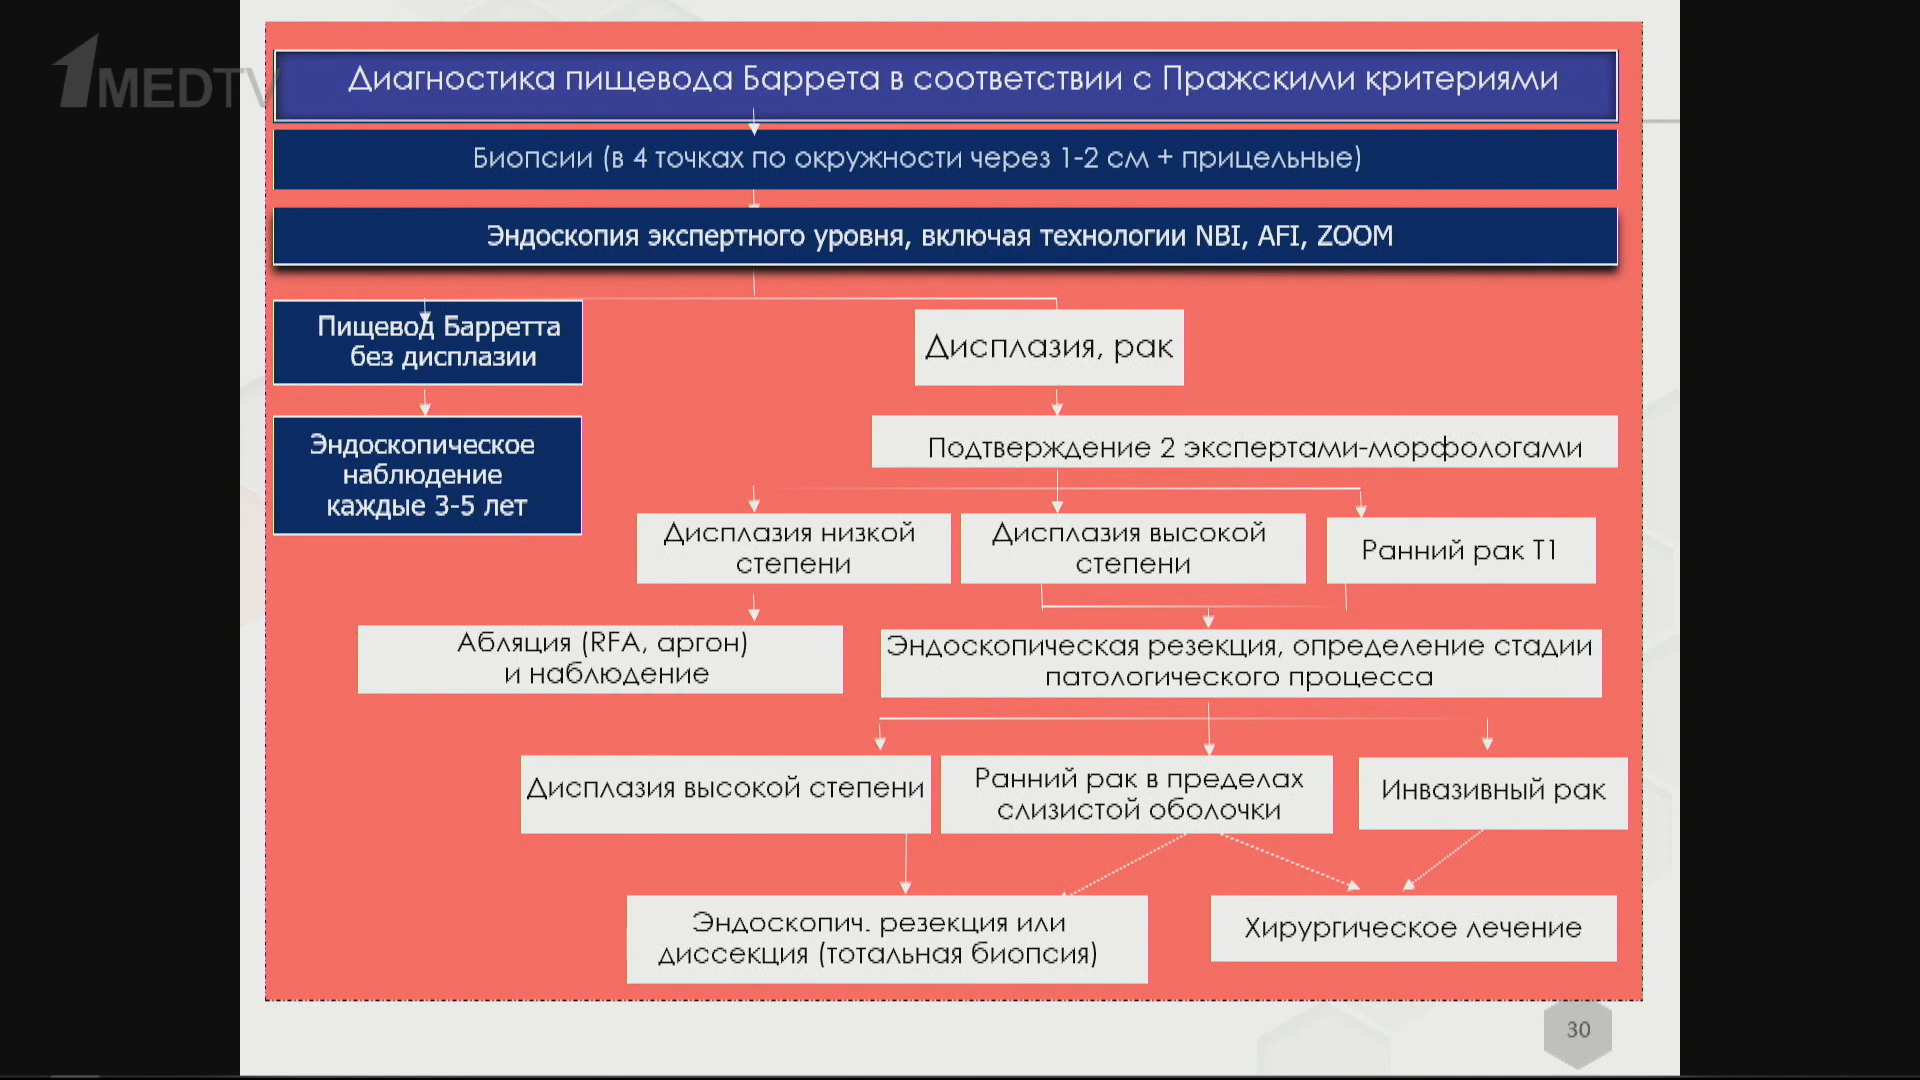 1MEDTV
Диагностика пищевода Баррета в соответствии с Пражскими критериями
Биопсии (в 4 точках по окружности через 1-2 см + прицельные)
Эндоскопия экспертного уровня, включая технологии NBI, AFI, ZOOM
Пищевод Барретта
без дисплазии
Дисплазия, рак
Эндоскопическое
наблюдение
каждые 3-5 лет
Подтверждение 2 экспертами-морфологами
Дисплазия низкой
степени
Дисплазия высокой
степени
Ранний рак Т1
Абляция (RFA, аргон)
и наблюдение
Эндоскопическая резекция, определение стадии
патологического процесса
Дисплазия высокой степени
Ранний рак в пределах
слизистой оболочки
Инвазивный рак
Эндоскопич. резекция или
диссекция (тотальная биопсия)
Хирургическое лечение
30